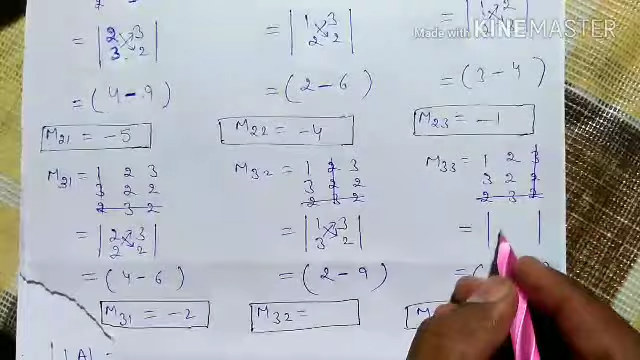 1 2
Made with
KINEMASTER
= | 2 3 |
| 3 2 |
= | 1 3 |
| 2 2 |
= (4 - 9)
= (2 - 6)
= (3 - 4)
M21 = -5
M22 = -4
M23 = -1
M31 = 1 2 3
3 2 2
2 3 2
M32 = 1 2 3
3 2 2
2 3 2
M33 = 1 2 3
3 2 2
2 3 2
= | 2 3 |
| 2 2 |
= | 1 3 |
| 3 2 |
= | |
= (4 - 6)
= (2 - 9)
= (
M31 = -2
M32 =
M
|A| =